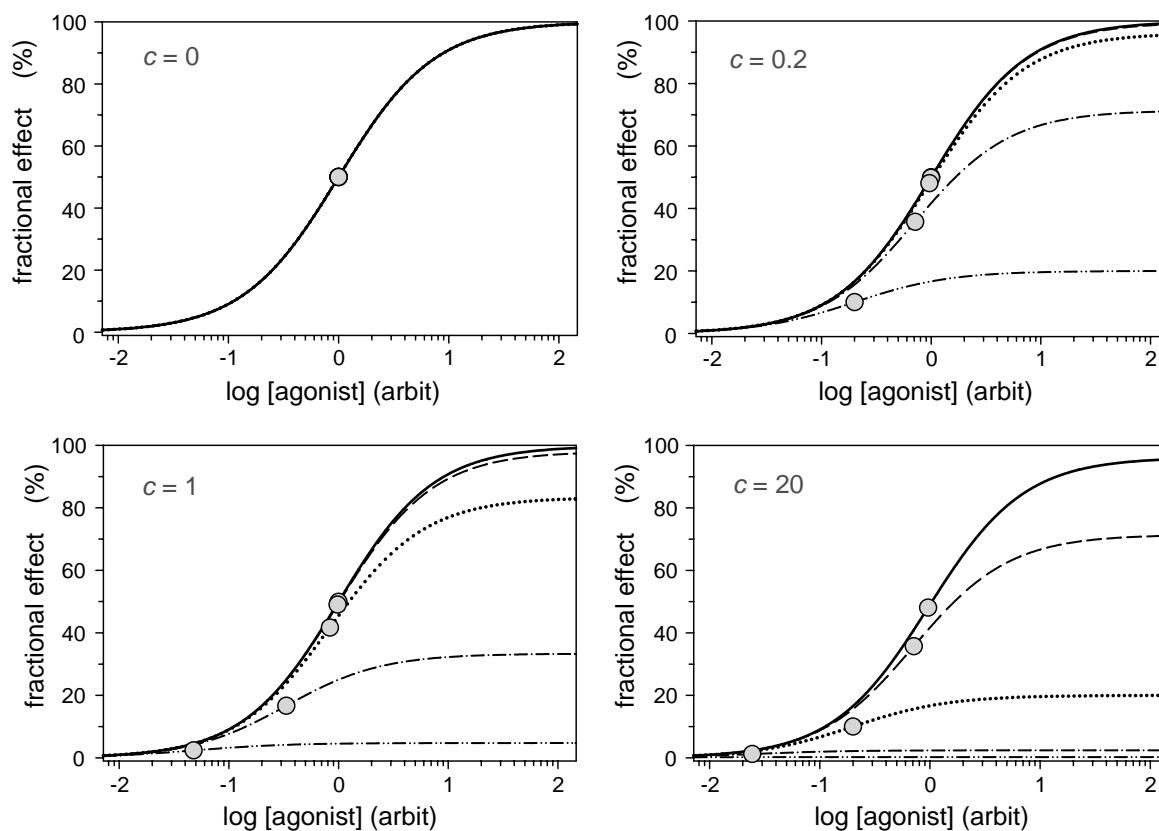 c = 0
fractional effect (%)
100
80
60
40
20
0
-2 -1 0 1 2
log [agonist] (arbit)
c = 0.2
fractional effect (%)
100
80
60
40
20
0
-2 -1 0 1 2
log [agonist] (arbit)
c = 1
fractional effect (%)
100
80
60
40
20
0
-2 -1 0 1 2
log [agonist] (arbit)
c = 20
fractional effect (%)
100
80
60
40
20
0
-2 -1 0 1 2
log [agonist] (arbit)